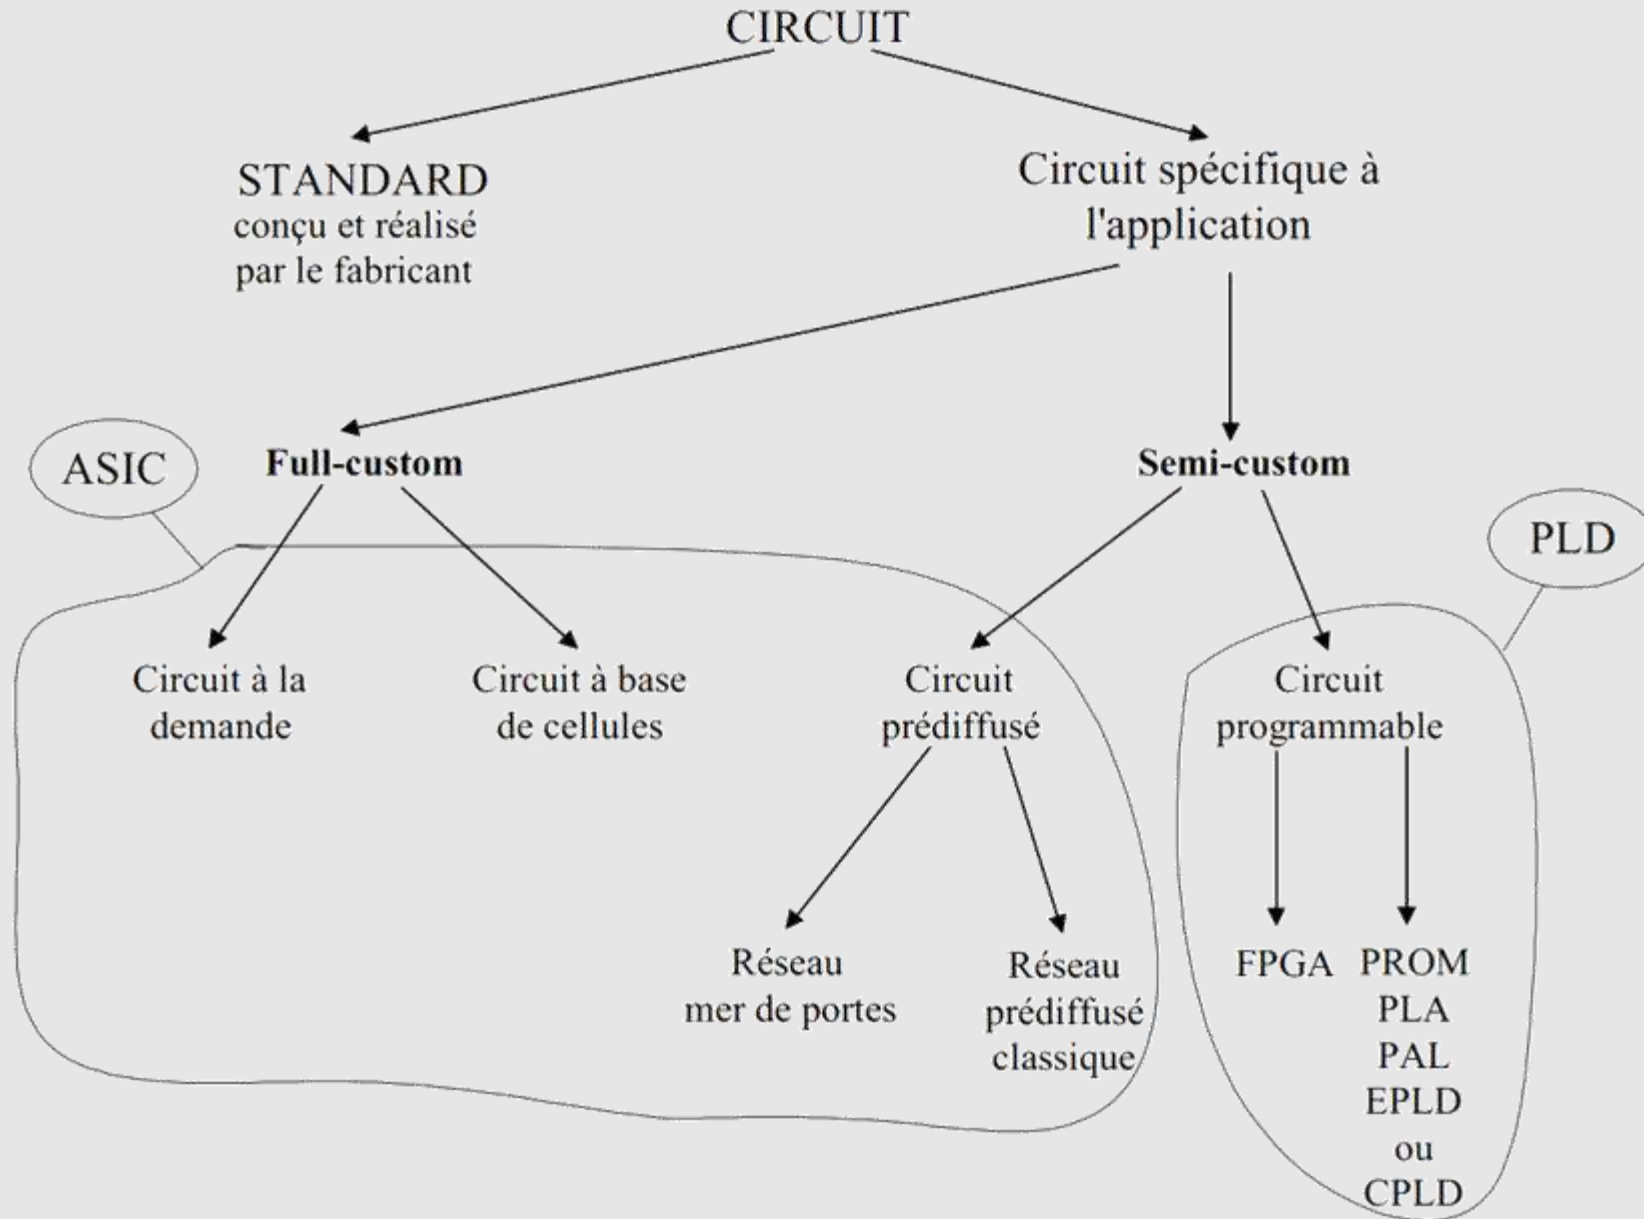 CIRCUIT
STANDARD
conçu et réalisé
par le fabricant
Circuit spécifique à
l'application
ASIC
Full-custom
Semi-custom
PLD
Circuit à la
demande
Circuit à base
de cellules
Circuit
prédiffusé
Circuit
programmable
Réseau
mer de portes
Réseau
prédiffusé
classique
FPGA
PROM
PLA
PAL
EPLD
ou
CPLD